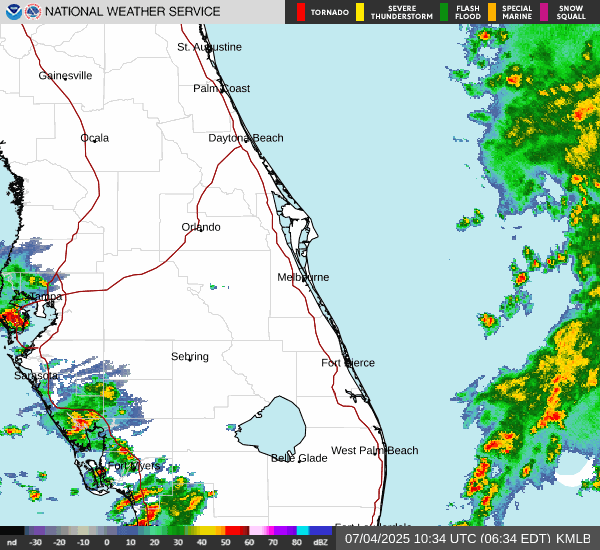 NATIONAL WEATHER SERVICE
TORNADO
SEVERE THUNDERSTORM
FLASH FLOOD
SPECIAL MARINE
SNOW SQUALL
St. Augustine
Gainesville
Palm Coast
Ocala
Daytona Beach
Orlando
Melbourne
Tampa
Sebring
Fort Pierce
Sarasota
West Palm Beach
Belle Glade
Fort Myers
Fort Lauderdale
nd -30 -20 -10 0 10 20 30 40 50 60 70 80 dBZ
07/04/2025 10:34 UTC (06:34 EDT) KMLB